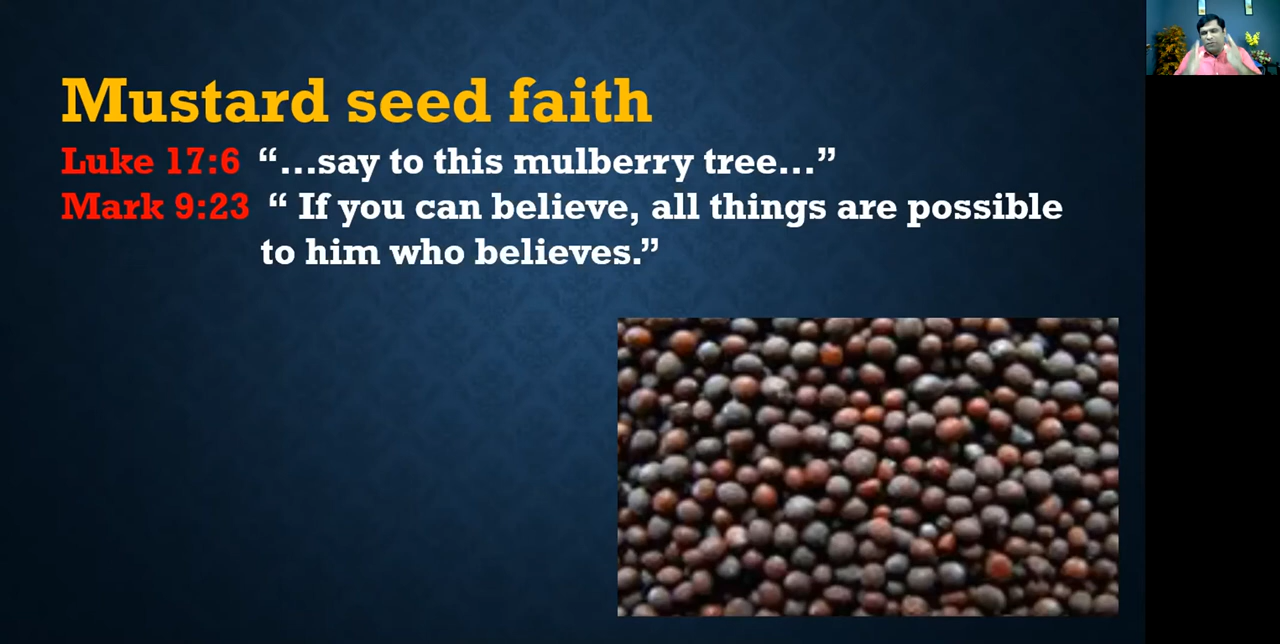 Mustard seed faith
Luke 17:6 “...say to this mulberry tree...”
Mark 9:23 “ If you can believe, all things are possible
to him who believes.”